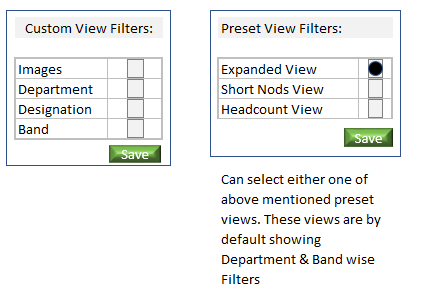 Custom View Filters:
Images
Department
Designation
Band
Save
Preset View Filters:
Expanded View
Short Nods View
Headcount View
Save
Can select either one of
above mentioned preset
views. These views are by
default showing
Department & Band wise
Filters